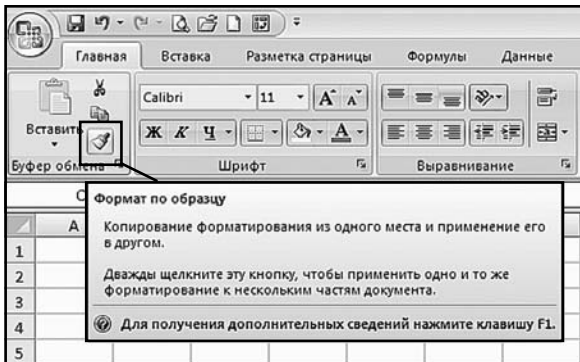 Главная Вставка Разметка страницы Формулы Данные
Вставить Calibri 11 А А
Ж К Ч А
Буфер обмена Шрифт Выравнивание
С
Формат по образцу
A
Копирование форматирования из одного места и применение его
в другом.
1
2
Дважды щелкните эту кнопку, чтобы применить одно и то же
форматирование к нескольким частям документа.
3
4
Для получения дополнительных сведений нажмите клавишу F1.
5